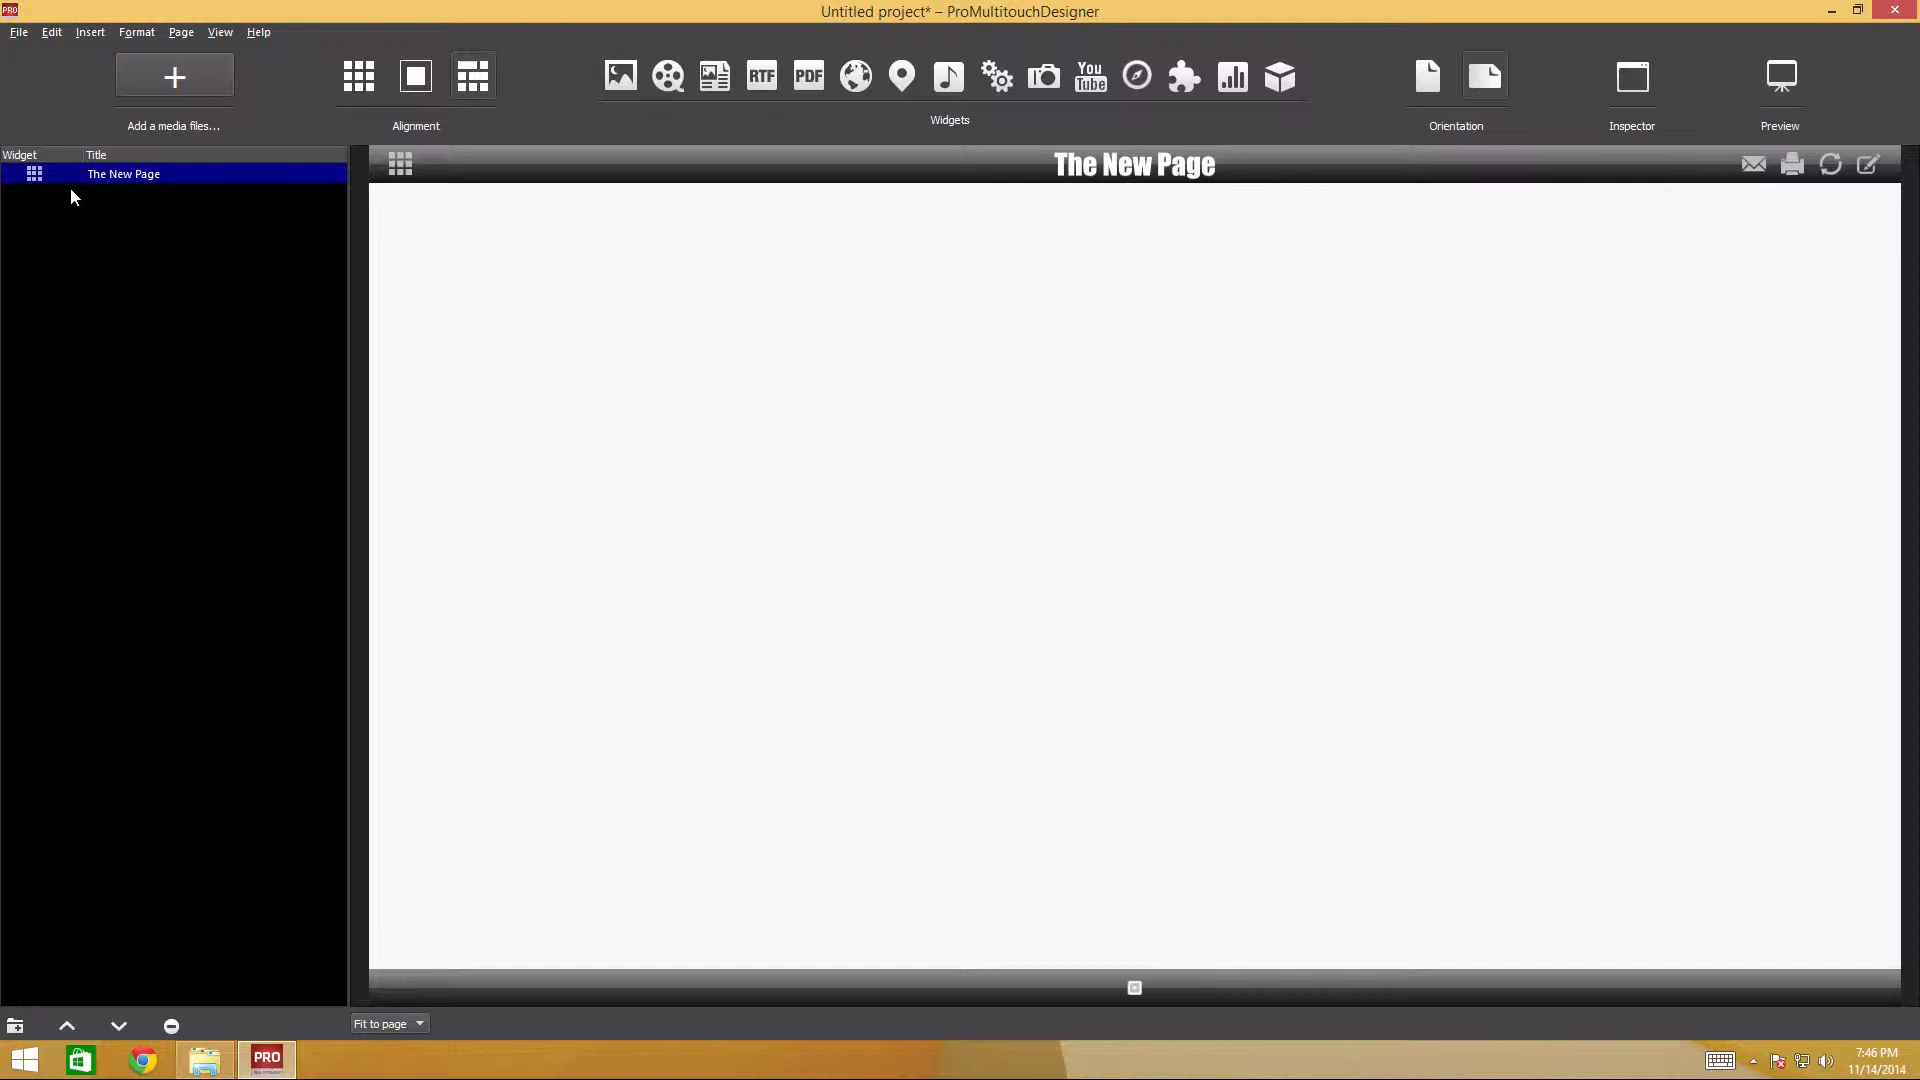 PRO Untitled project* – ProMultitouchDesigner
File Edit Insert Format Page View Help
RTF PDF You Tube
Add a media files... Alignment Widgets Orientation Inspector Preview
Widget Title
The New Page
The New Page
Fit to page
PRO
7:46 PM
11/14/2014